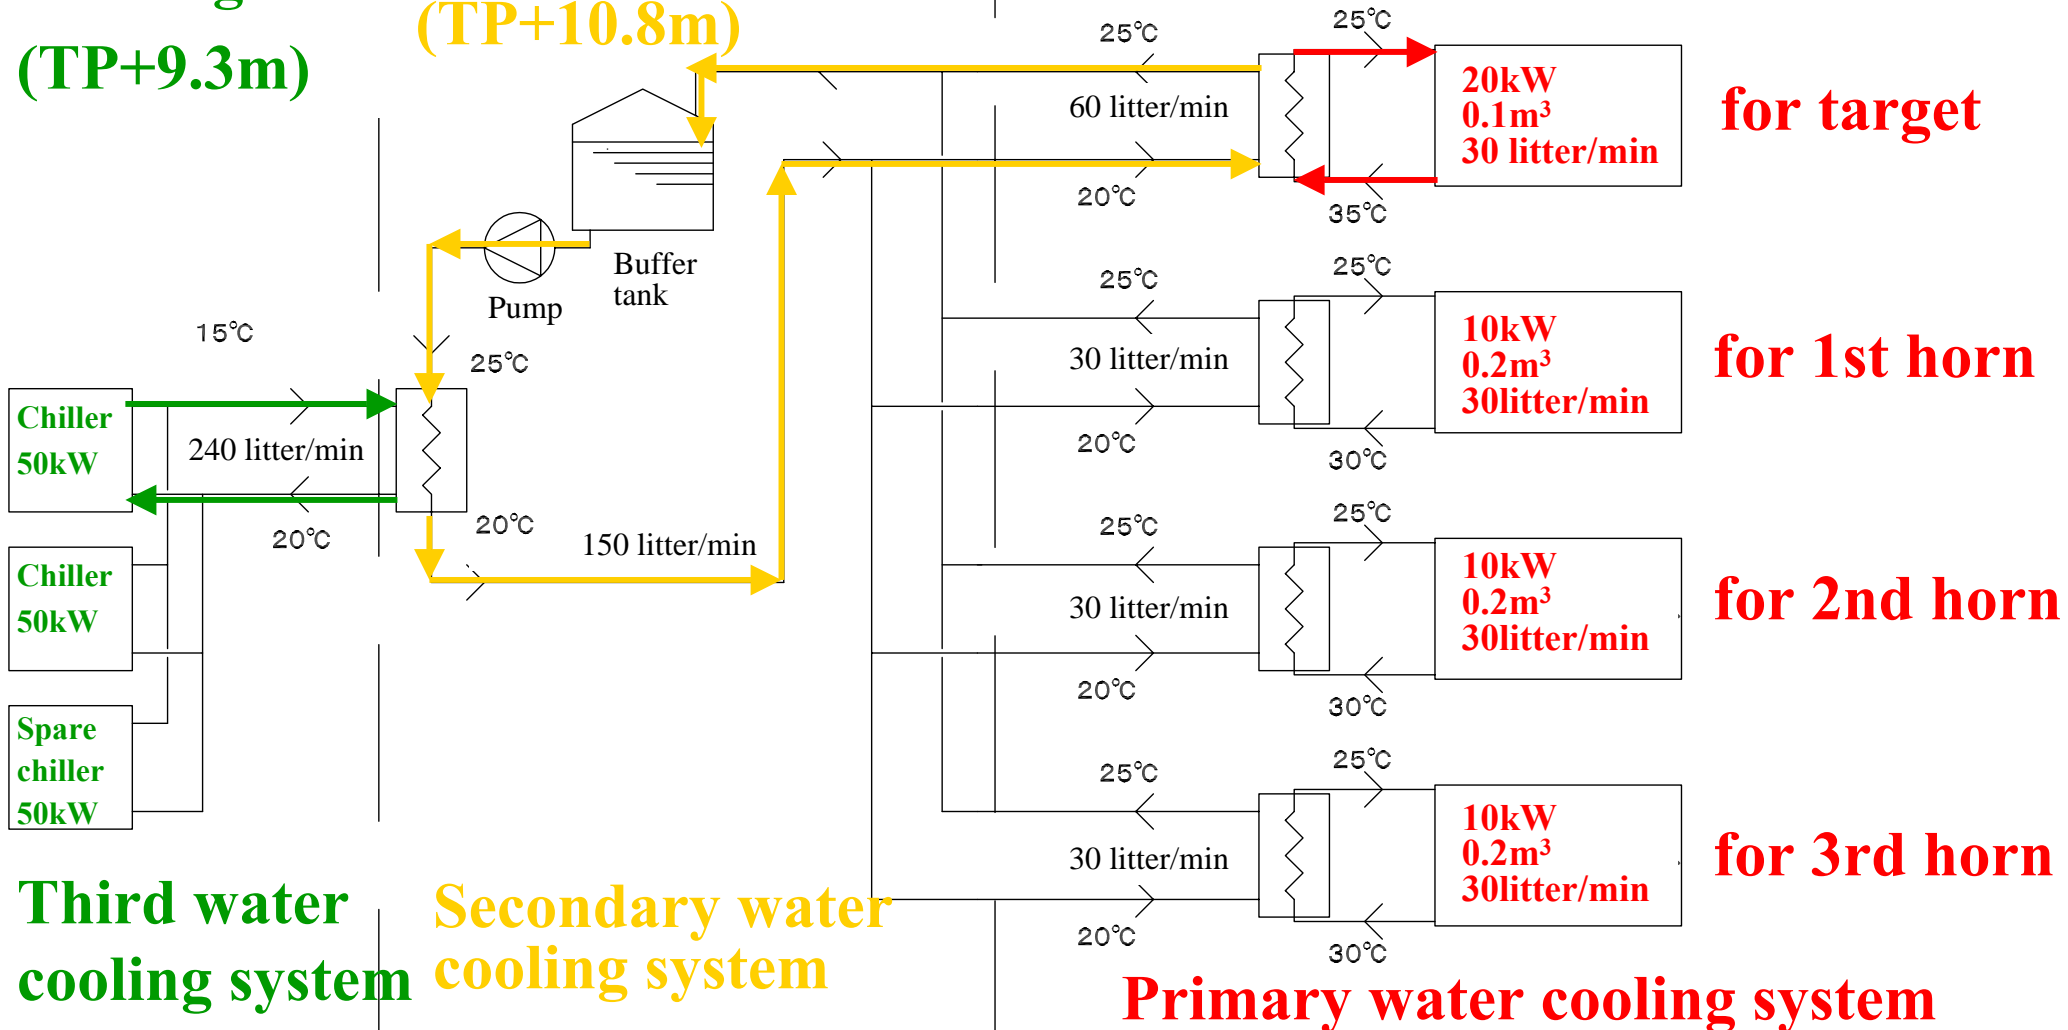 (TP+9.3m)
(TP+10.8m)
25℃
60 litter/min
20℃
25℃
35℃
20kW
0.1m³
30 litter/min
for target
Buffer
tank
Pump
25℃
20℃
150 litter/min
15℃
240 litter/min
20℃
Chiller
50kW
Chiller
50kW
Spare
chiller
50kW
25℃
30 litter/min
20℃
25℃
30℃
10kW
0.2m³
30litter/min
for 1st horn
25℃
30 litter/min
20℃
25℃
30℃
10kW
0.2m³
30litter/min
for 2nd horn
25℃
30 litter/min
20℃
25℃
30℃
10kW
0.2m³
30litter/min
for 3rd horn
Third water
cooling system
Secondary water
cooling system
Primary water cooling system